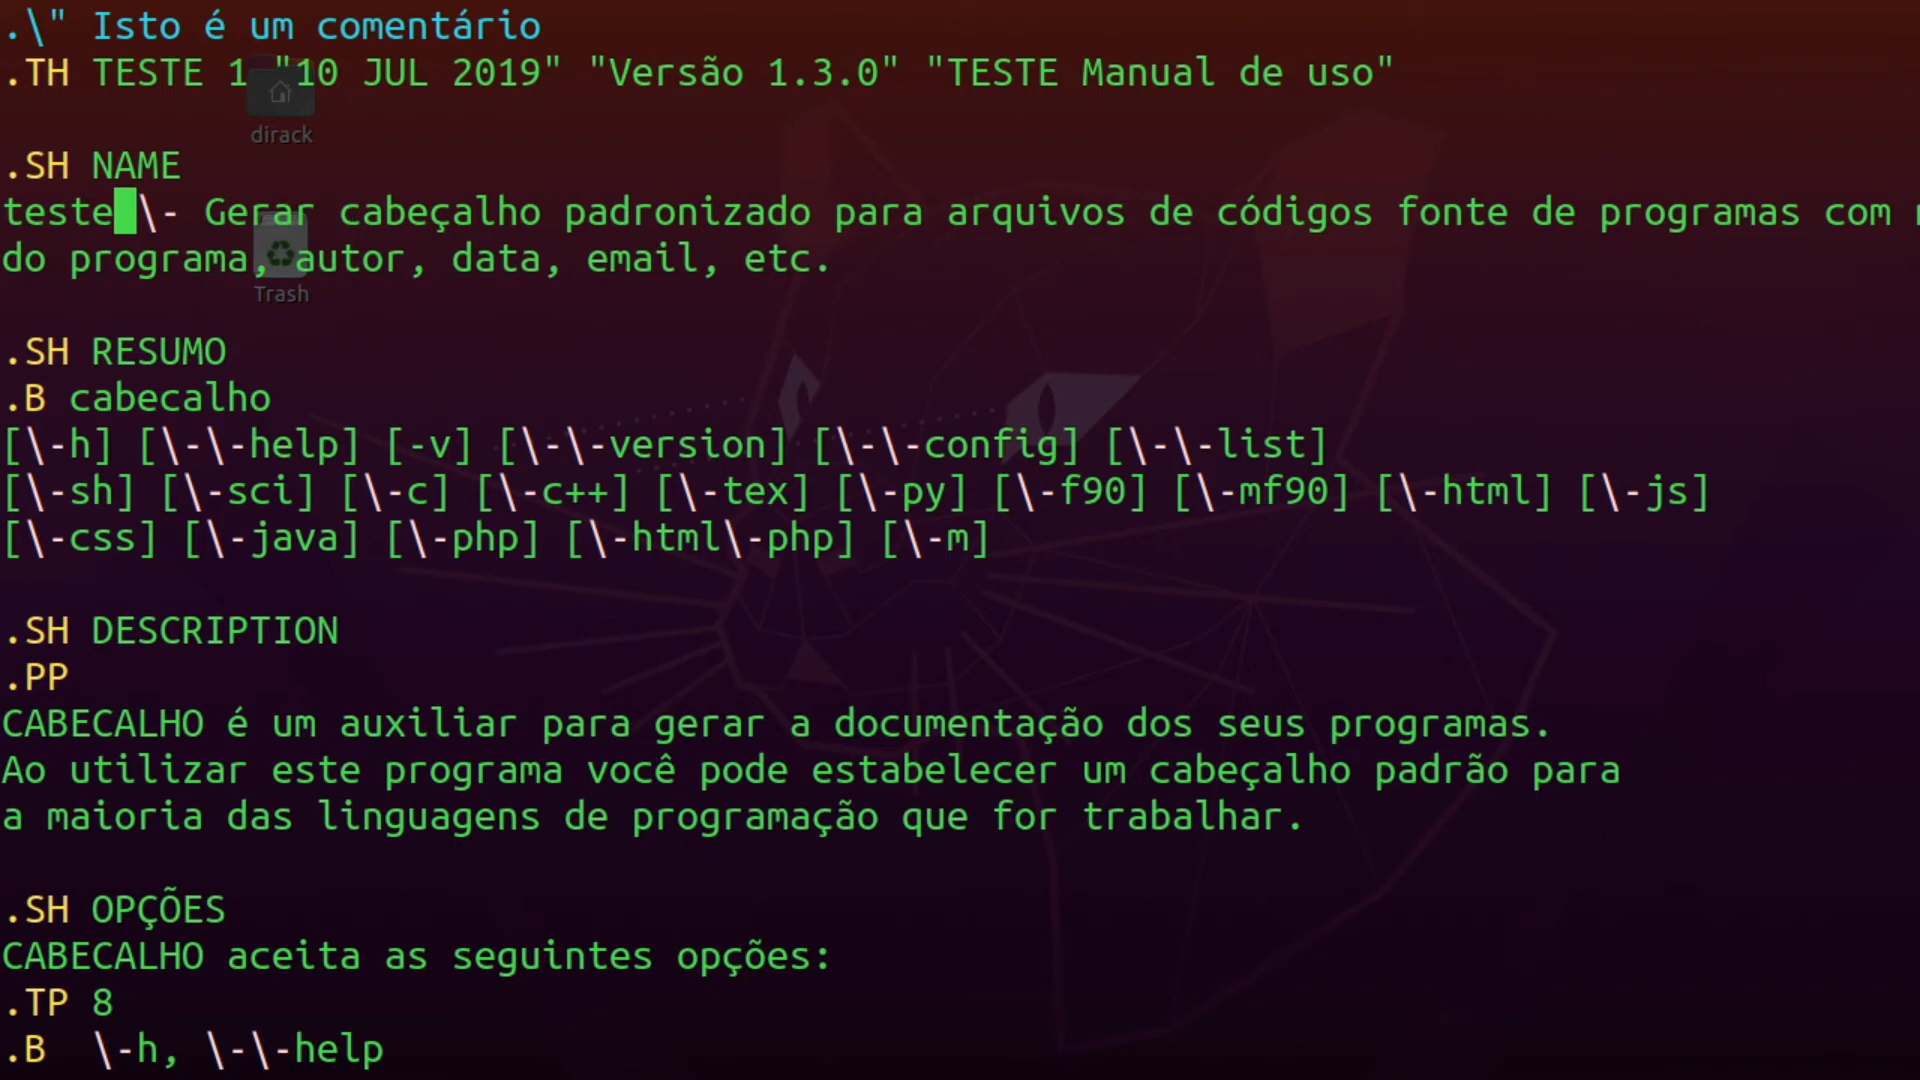 .\" Isto é um comentário
.TH TESTE 1 "10 JUL 2019" "Versão 1.3.0" "TESTE Manual de uso"
dirack
.SH NAME
teste \- Gerar cabeçalho padronizado para arquivos de códigos fonte de programas com
do programa, autor, data, email, etc.
Trash
.SH RESUMO
.B cabecalho
[\-h] [\-\-help] [-v] [\-\-version] [\-\-config] [\-\-list]
[\-sh] [\-sci] [\-c] [\-c++] [\-tex] [\-py] [\-f90] [\-mf90] [\-html] [\-js]
[\-css] [\-java] [\-php] [\-html\-php] [\-m]
.SH DESCRIPTION
.PP
CABECALHO é um auxiliar para gerar a documentação dos seus programas.
Ao utilizar este programa você pode estabelecer um cabeçalho padrão para
a maioria das linguagens de programação que for trabalhar.
.SH OPÇÕES
CABECALHO aceita as seguintes opções:
.TP 8
.B  \-h, \-\-help